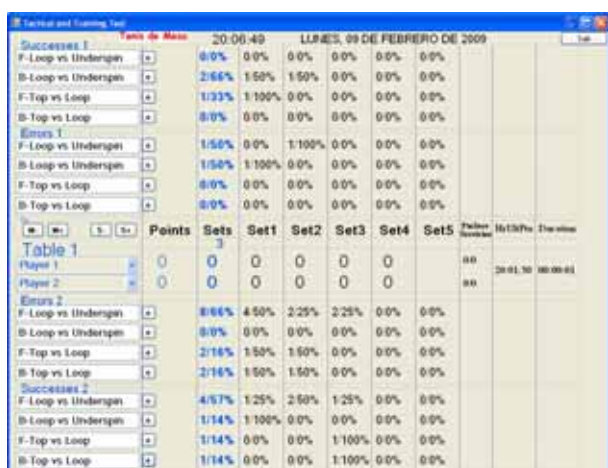 Tactical and Training Tool
Tenis de Mesa 20:06:49 LUNES, 09 DE FEBRERO DE 2009
Successes 1
F-Loop vs Underspin + 0/0% 0/0% 0/0% 0/0% 0/0% 0/0%
B-Loop vs Underspin + 2/66% 1/50% 1/50% 0/0% 0/0% 0/0%
F-Top vs Loop + 1/33% 1/100% 0/0% 0/0% 0/0% 0/0%
B-Top vs Loop + 0/0% 0/0% 0/0% 0/0% 0/0% 0/0%
Errors 1
F-Loop vs Underspin + 1/50% 0/0% 1/100% 0/0% 0/0% 0/0%
B-Loop vs Underspin + 1/50% 1/100% 0/0% 0/0% 0/0% 0/0%
F-Top vs Loop + 0/0% 0/0% 0/0% 0/0% 0/0% 0/0%
B-Top vs Loop + 0/0% 0/0% 0/0% 0/0% 0/0% 0/0%
Points Sets Set1 Set2 Set3 Set4 Set5
3
Table 1
Player 1 0 0 0 0 0 0 0/0
20:01:50 00:00:01
Player 2 0 0 0 0 0 0 0/0
Errors 2
F-Loop vs Underspin + 8/66% 4/50% 2/25% 2/25% 0/0% 0/0%
B-Loop vs Underspin + 0/0% 0/0% 0/0% 0/0% 0/0% 0/0%
F-Top vs Loop + 2/16% 1/50% 1/50% 0/0% 0/0% 0/0%
B-Top vs Loop + 2/16% 1/50% 1/50% 0/0% 0/0% 0/0%
Successes 2
F-Loop vs Underspin + 4/57% 1/25% 2/50% 1/25% 0/0% 0/0%
B-Loop vs Underspin + 1/14% 1/100% 0/0% 0/0% 0/0% 0/0%
F-Top vs Loop + 1/14% 0/0% 0/0% 1/100% 0/0% 0/0%
B-Top vs Loop + 1/14% 0/0% 0/0% 1/100% 0/0% 0/0%